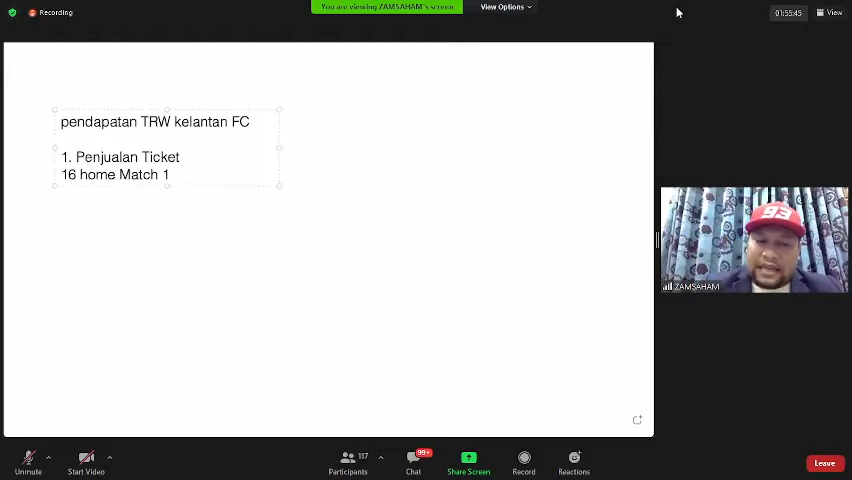 Recording
You are viewing ZAMSAHAM's screen
View Options
01:55:45
View
pendapatan TRW kelantan FC
1. Penjualan Ticket
16 home Match 1
93
ZAMSAHAM
Unmute
Start Video
117
Participants
99+
Chat
Share Screen
Record
Reactions
Leave